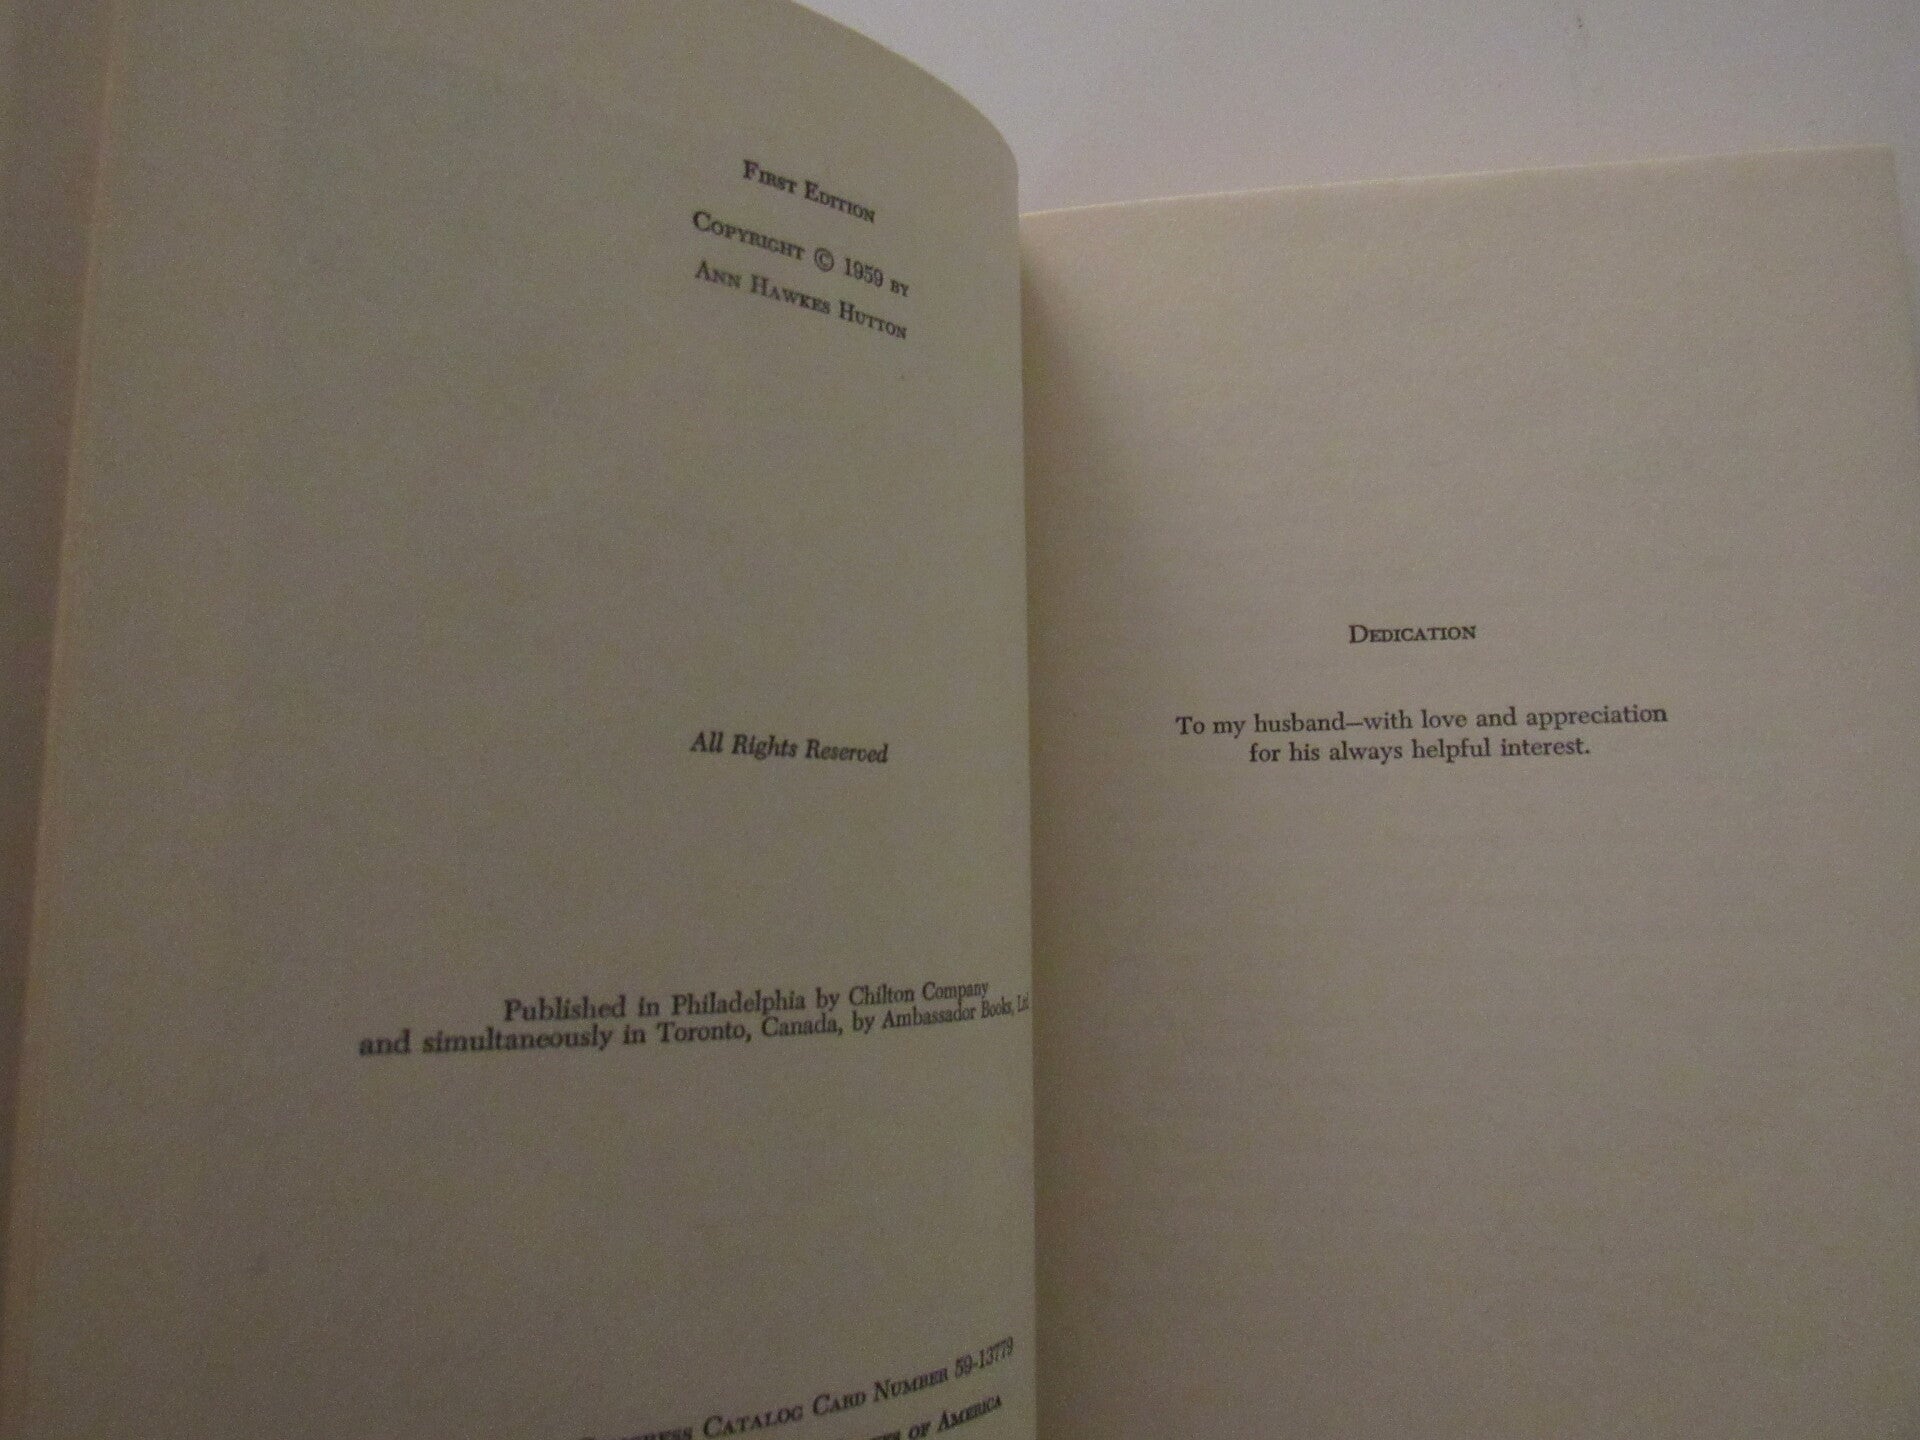 First Edition
Copyright © 1959 by
Ann Hawkes Hutton
All Rights Reserved
Published in Philadelphia by Chilton Company
and simultaneously in Toronto, Canada, by Ambassador Books, Ltd
Catalog Card Number 59-13779
of America
Dedication
To my husband—with love and appreciation
for his always helpful interest.